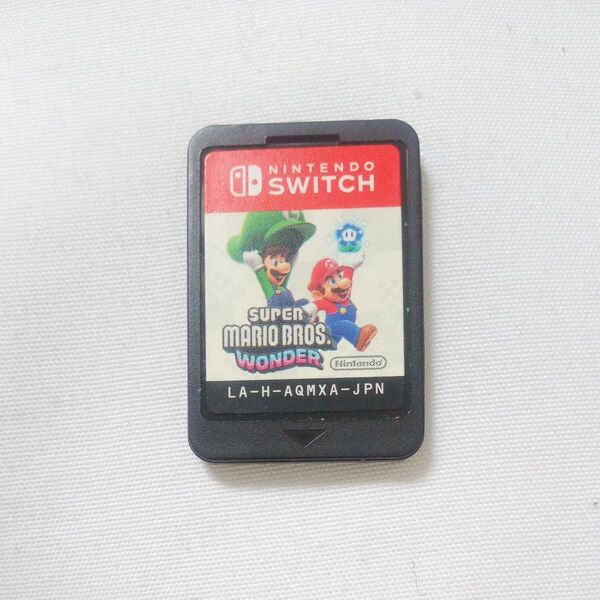 NINTENDO
SWITCH
L
M
SUPER
MARIO BROS.
WONDER
Nintendo
LA-H-AQMXA-JPN